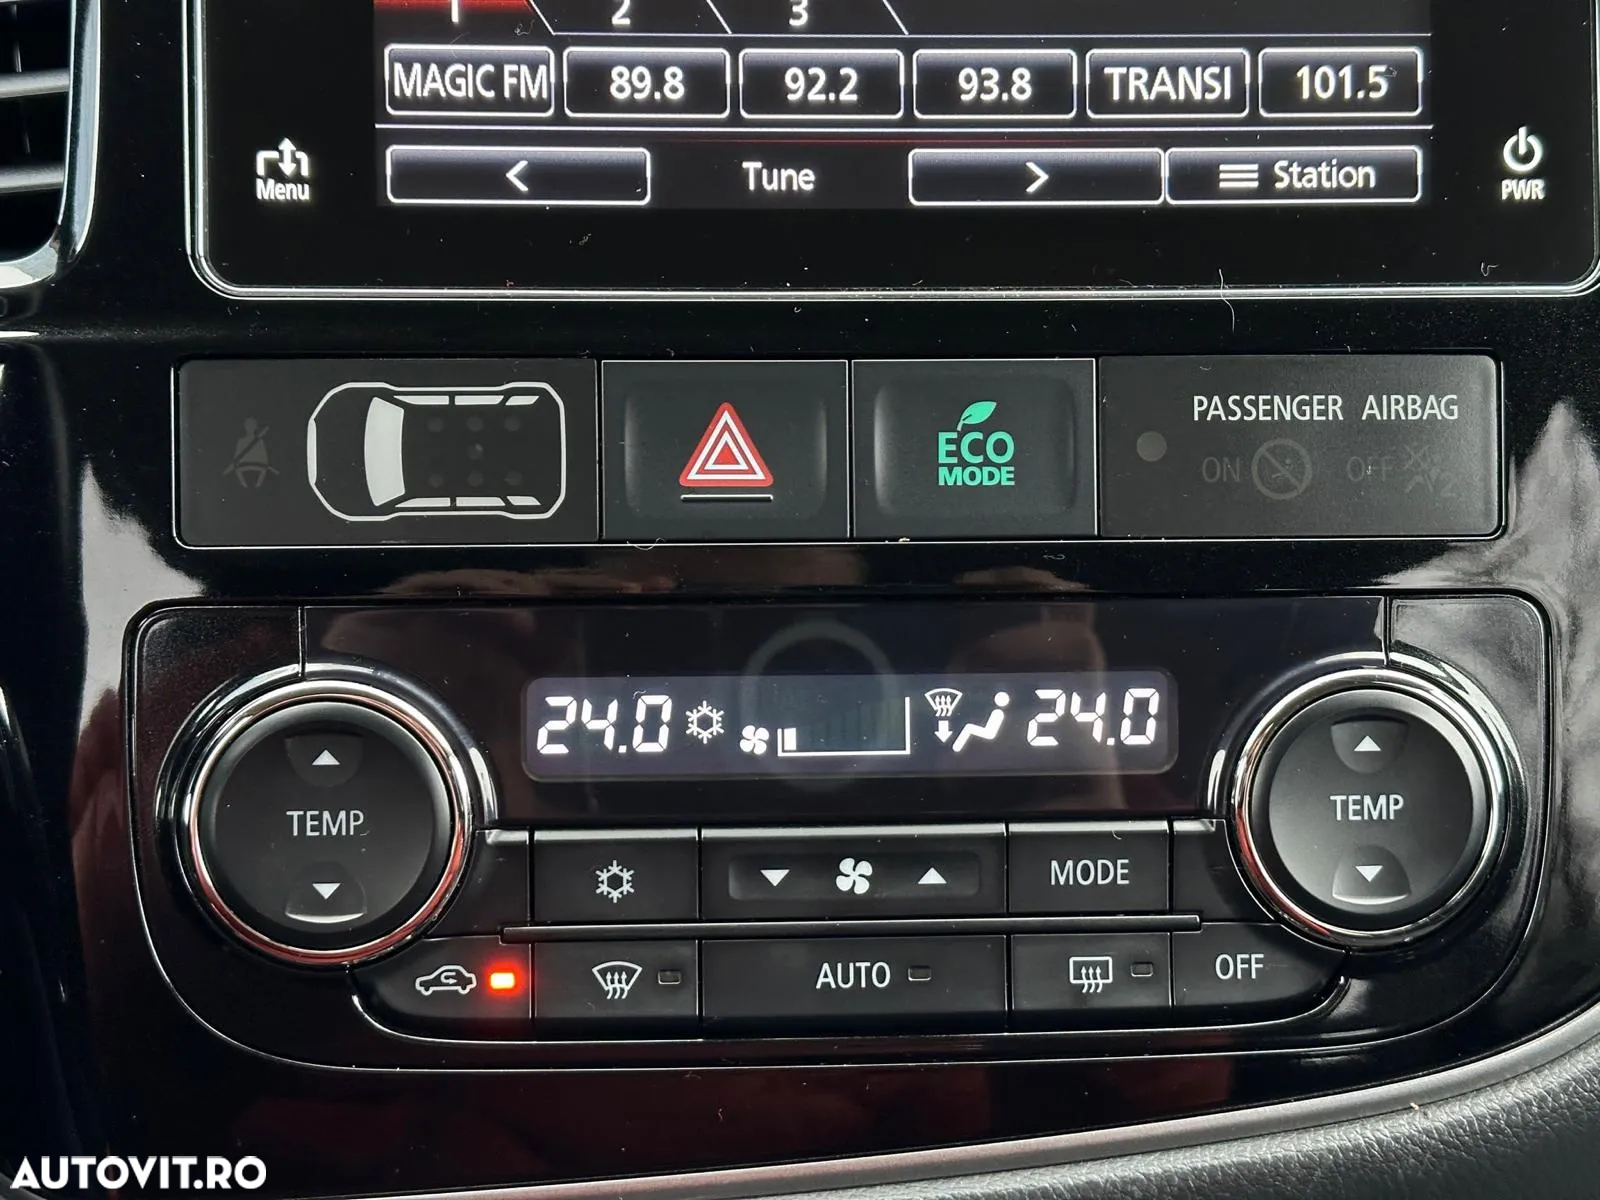 1 2 3
MAGIC FM 89.8 92.2 93.8 TRANSI 101.5
Menu < Tune > Station PWR
PASSENGER AIRBAG
ECO
MODE
ON OFF
24.0 24.0
TEMP TEMP
MODE
AUTO OFF
AUTOVIT.RO